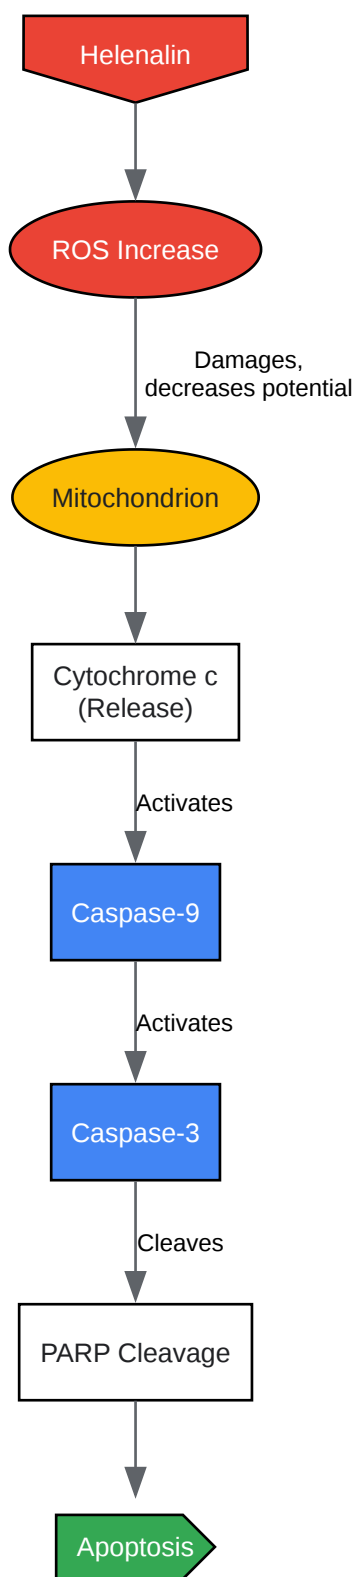 Helenalin
ROS Increase
Damages,
decreases potential
Mitochondrion
Cytochrome c
(Release)
Activates
Caspase-9
Activates
Caspase-3
Cleaves
PARP Cleavage
Apoptosis